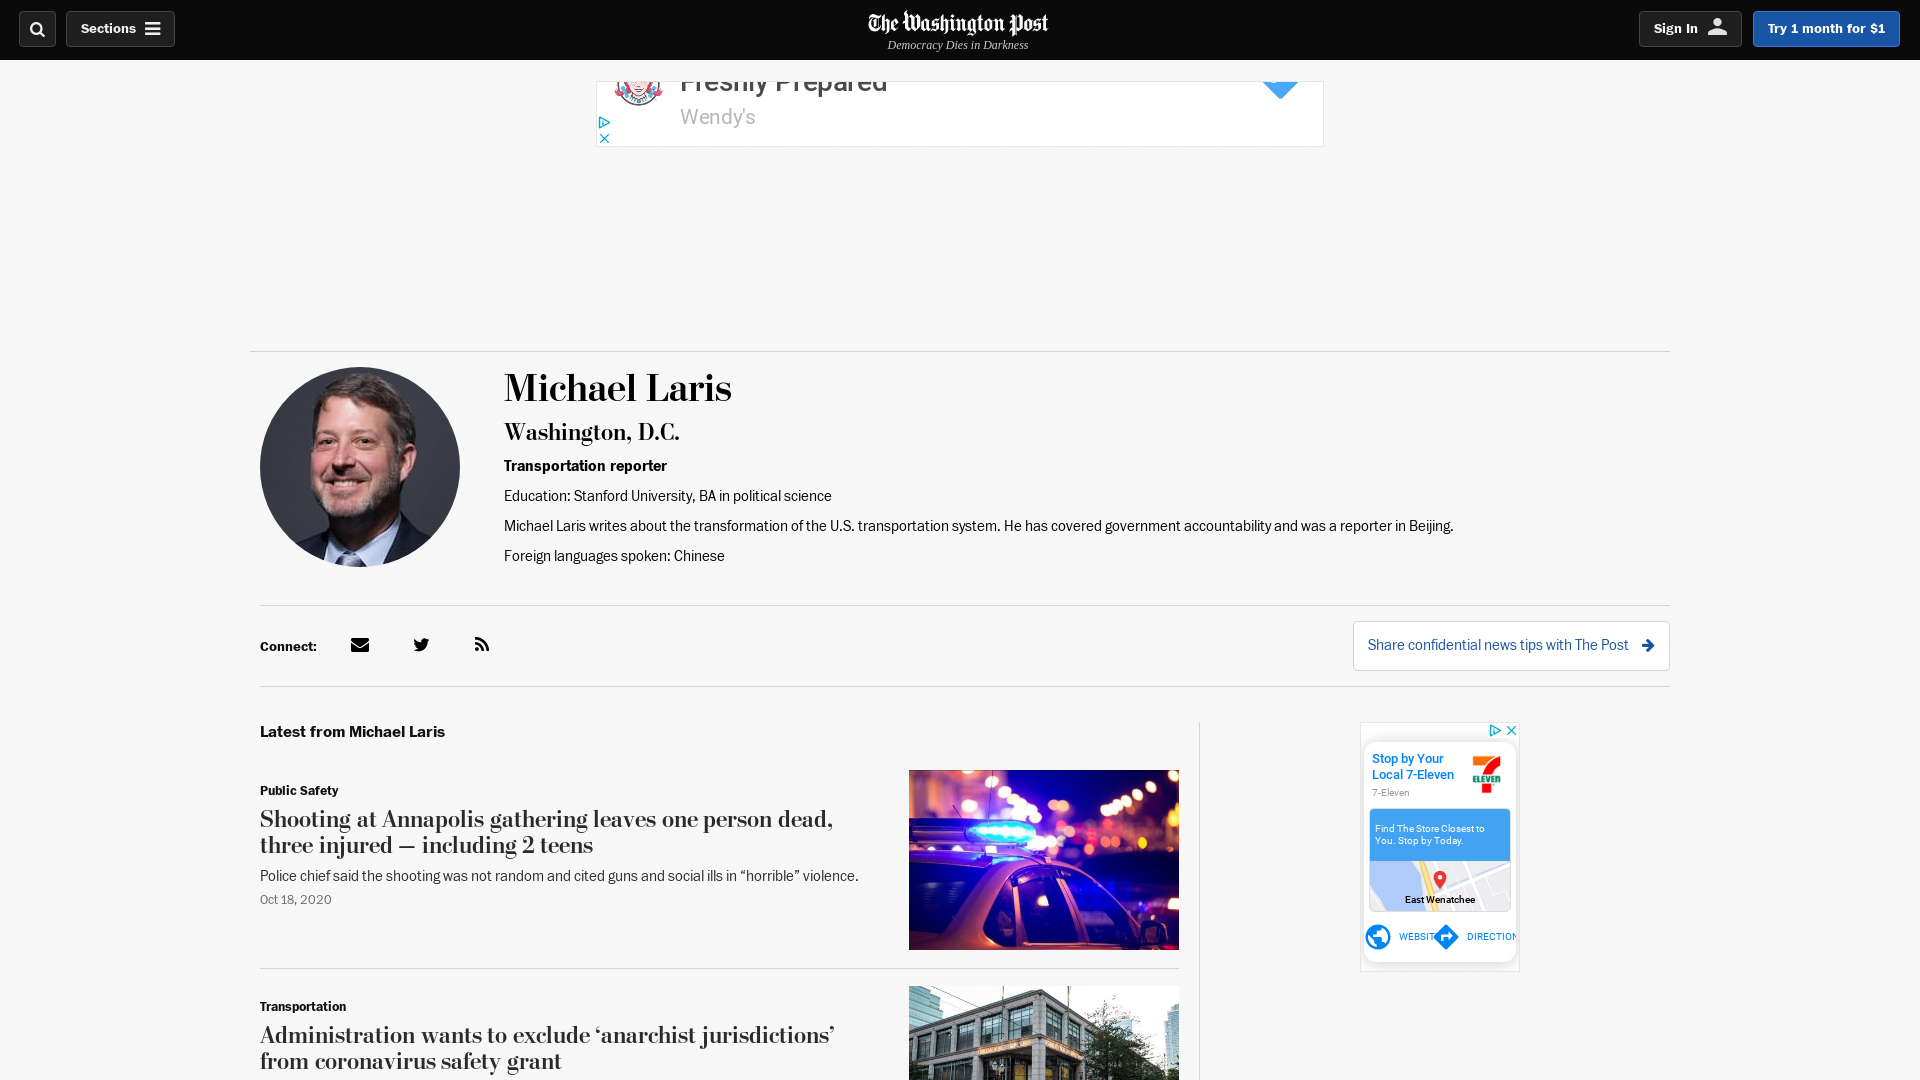 Sections
The Washington Post
Democracy Dies in Darkness
Sign In
Try 1 month for $1
Freshly Prepared
Wendy's
Michael Laris
Washington, D.C.
Transportation reporter
Education: Stanford University, BA in political science
Michael Laris writes about the transformation of the U.S. transportation system. He has covered government accountability and was a reporter in Beijing.
Foreign languages spoken: Chinese
Connect:
Share confidential news tips with The Post
Latest from Michael Laris
Public Safety
Shooting at Annapolis gathering leaves one person dead,
three injured — including 2 teens
Police chief said the shooting was not random and cited guns and social ills in “horrible” violence.
Oct 18, 2020
Transportation
Administration wants to exclude ‘anarchist jurisdictions’
from coronavirus safety grant
Stop by Your
Local 7-Eleven
7-Eleven
ELEVEN
Find The Store Closest to
You. Stop by Today.
East Wenatchee
WEBSIT
DIRECTION